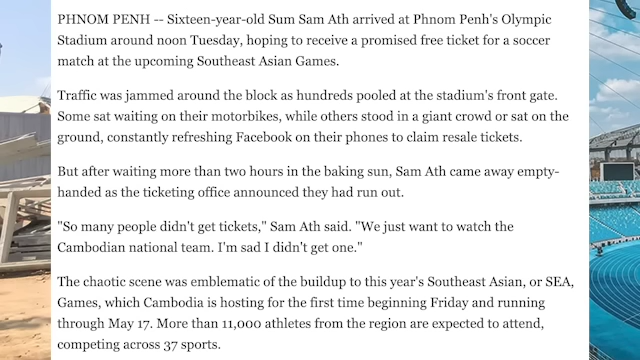 PHNOM PENH -- Sixteen-year-old Sum Sam Ath arrived at Phnom Penh's Olympic
Stadium around noon Tuesday, hoping to receive a promised free ticket for a soccer
match at the upcoming Southeast Asian Games.
Traffic was jammed around the block as hundreds pooled at the stadium's front gate.
Some sat waiting on their motorbikes, while others stood in a giant crowd or sat on the
ground, constantly refreshing Facebook on their phones to claim resale tickets.
But after waiting more than two hours in the baking sun, Sam Ath came away empty-
handed as the ticketing office announced they had run out.
"So many people didn't get tickets," Sam Ath said. "We just want to watch the
Cambodian national team. I'm sad I didn't get one."
The chaotic scene was emblematic of the buildup to this year's Southeast Asian, or SEA,
Games, which Cambodia is hosting for the first time beginning Friday and running
through May 17. More than 11,000 athletes from the region are expected to attend,
competing across 37 sports.